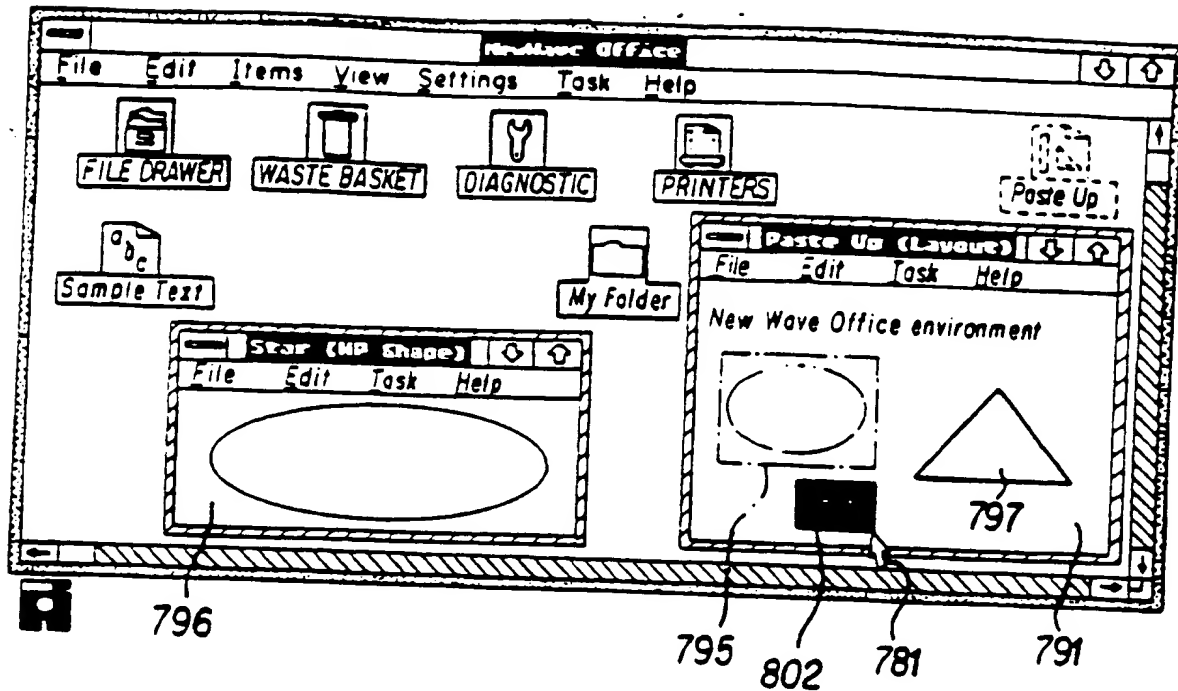 NewWave Office
File Edit Items View Settings Task Help
FILE DRAWER WASTE BASKET DIAGNOSTIC PRINTERS Paste Up
abc
Sample Text
My Folder
Paste Up (Layout)
File Edit Task Help
New Wave Office environment
Star (HP Shape)
File Edit Task Help
797
796
795
802
781
791